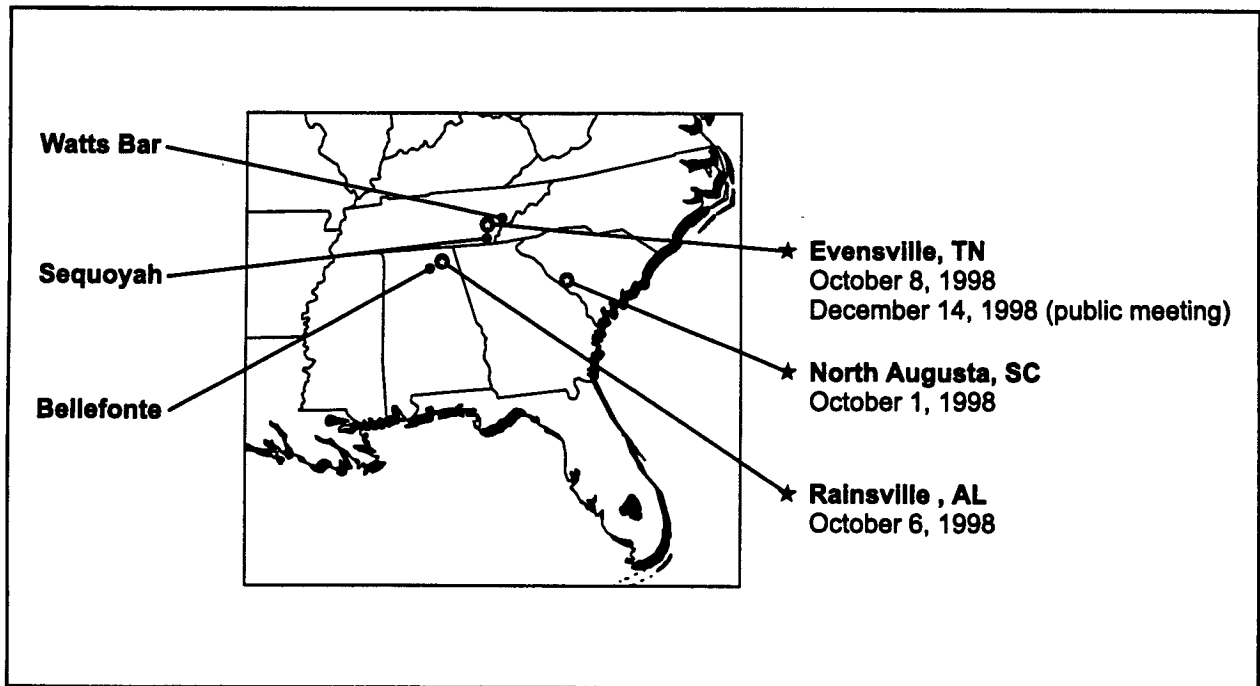 Watts Bar
Sequoyah
Bellefonte
★ Evensville, TN
October 8, 1998
December 14, 1998 (public meeting)
★ North Augusta, SC
October 1, 1998
★ Rainsville , AL
October 6, 1998